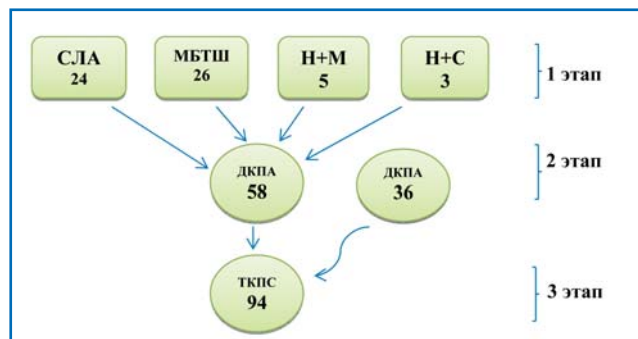 СЛА
24
МБТШ
26
Н+М
5
Н+С
3
1 этап
ДКПА
58
ДКПА
36
2 этап
ТКПС
94
3 этап